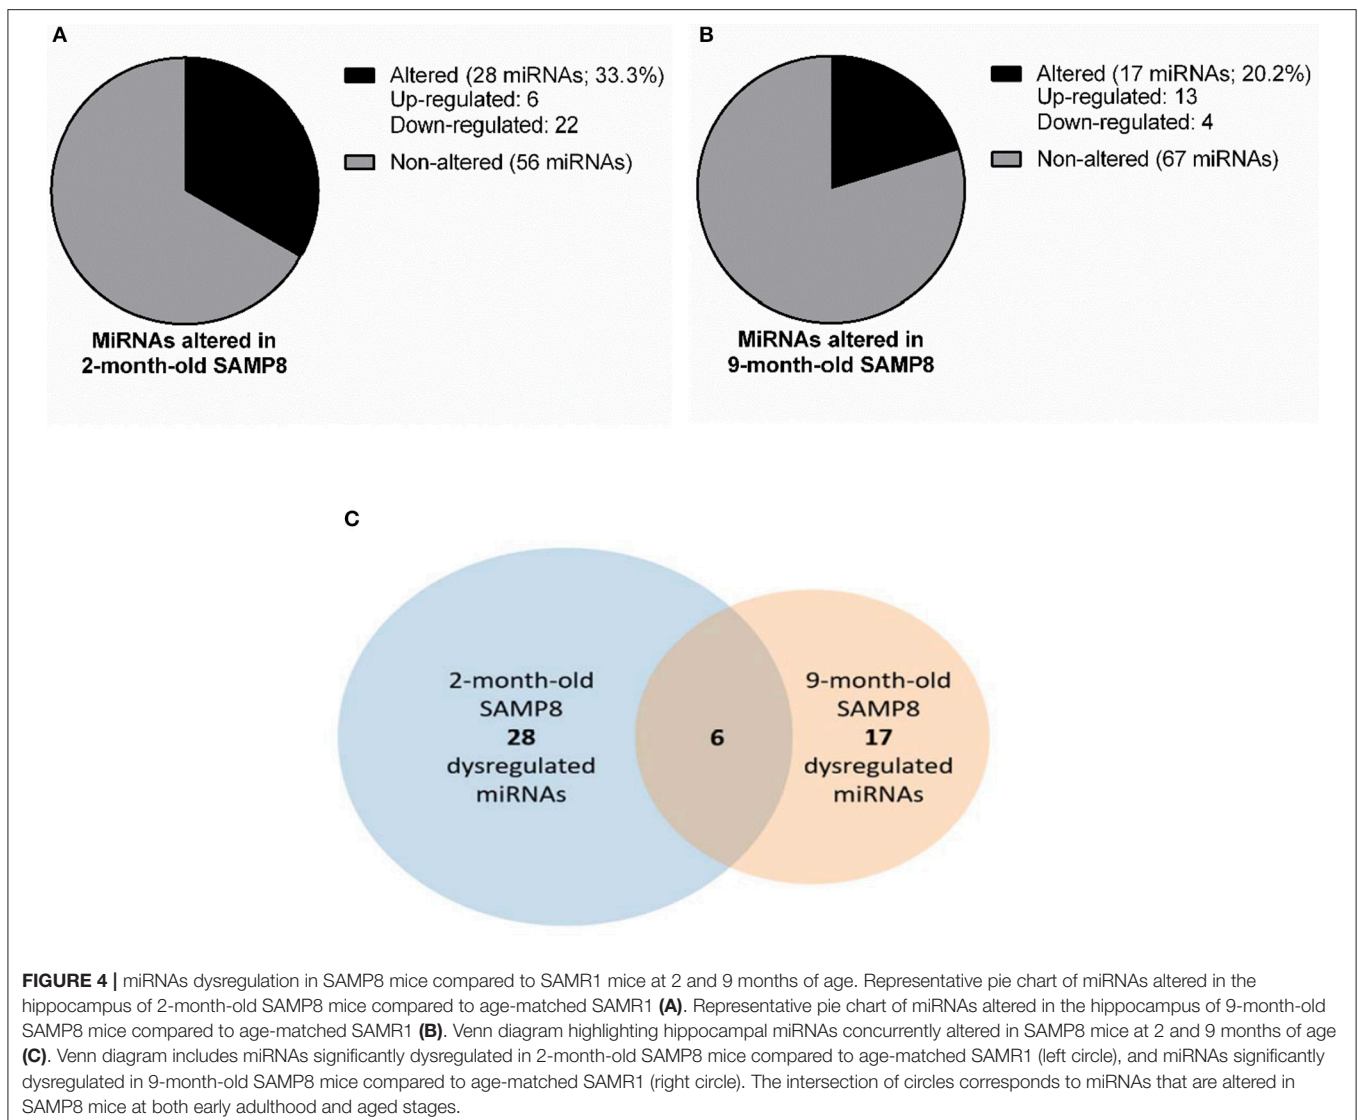 A
Altered (28 miRNAs; 33.3%)
Up-regulated: 6
Down-regulated: 22
Non-altered (56 miRNAs)
MiRNAs altered in
2-month-old SAMP8
B
Altered (17 miRNAs; 20.2%)
Up-regulated: 13
Down-regulated: 4
Non-altered (67 miRNAs)
MiRNAs altered in
9-month-old SAMP8
C
2-month-old
SAMP8
28
dysregulated
miRNAs
6
9-month-old
SAMP8
17
dysregulated
miRNAs
FIGURE 4 | miRNAs dysregulation in SAMP8 mice compared to SAMR1 mice at 2 and 9 months of age. Representative pie chart of miRNAs altered in the
hippocampus of 2-month-old SAMP8 mice compared to age-matched SAMR1 (A). Representative pie chart of miRNAs altered in the hippocampus of 9-month-old
SAMP8 mice compared to age-matched SAMR1 (B). Venn diagram highlighting hippocampal miRNAs concurrently altered in SAMP8 mice at 2 and 9 months of age
(C). Venn diagram includes miRNAs significantly dysregulated in 2-month-old SAMP8 mice compared to age-matched SAMR1 (left circle), and miRNAs significantly
dysregulated in 9-month-old SAMP8 mice compared to age-matched SAMR1 (right circle). The intersection of circles corresponds to miRNAs that are altered in
SAMP8 mice at both early adulthood and aged stages.